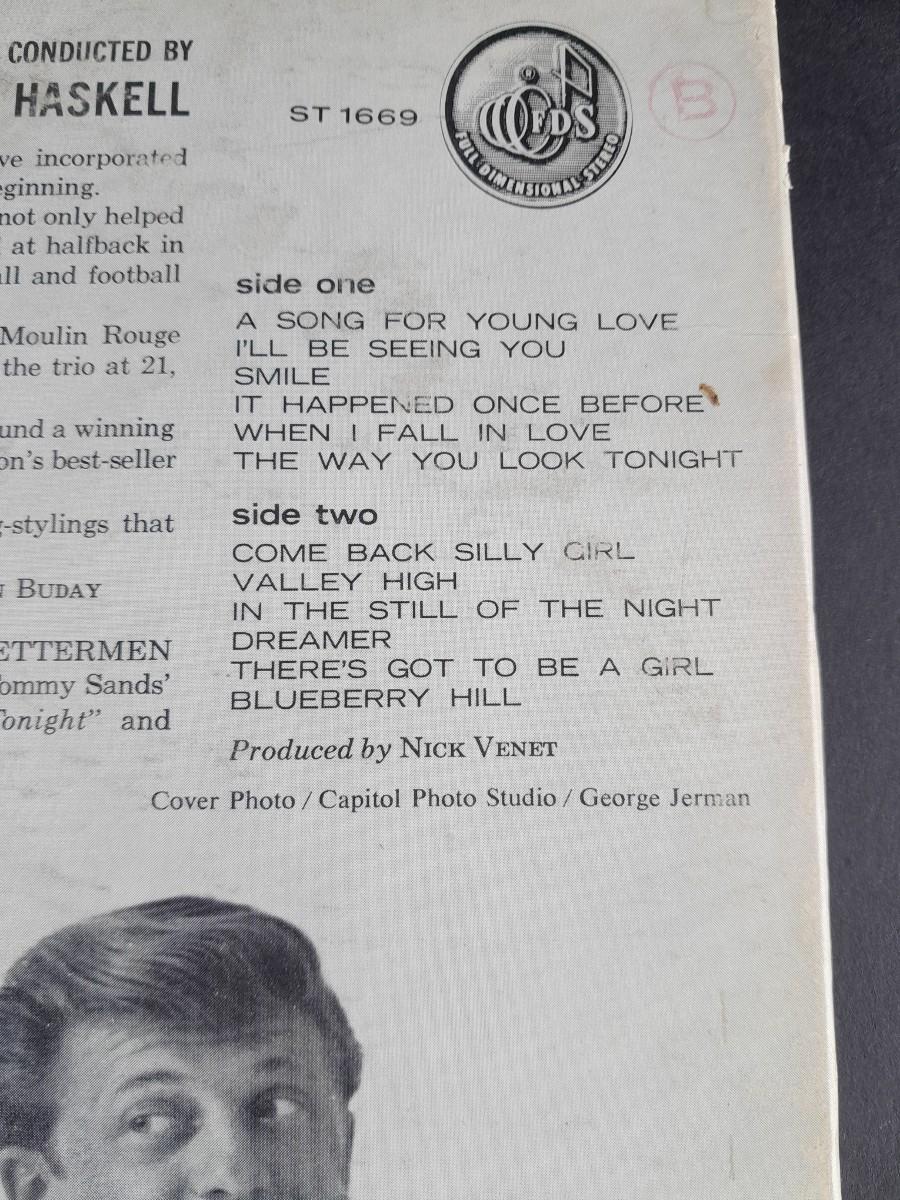 CONDUCTED BY
HASKELL
ST 1669
FDS
FULL DIMENSIONAL STEREO
B
ve incorporated
eginning.
not only helped
at halfback in
all and football
Moulin Rouge
the trio at 21,
und a winning
on's best-seller
g-stylings that
BUDAY
ETTERMEN
ommy Sands'
Tonight" and
side one
A SONG FOR YOUNG LOVE
I'LL BE SEEING YOU
SMILE
IT HAPPENED ONCE BEFORE
WHEN I FALL IN LOVE
THE WAY YOU LOOK TONIGHT
side two
COME BACK SILLY GIRL
VALLEY HIGH
IN THE STILL OF THE NIGHT
DREAMER
THERE'S GOT TO BE A GIRL
BLUEBERRY HILL
Produced by NICK VENET
Cover Photo / Capitol Photo Studio / George Jerman